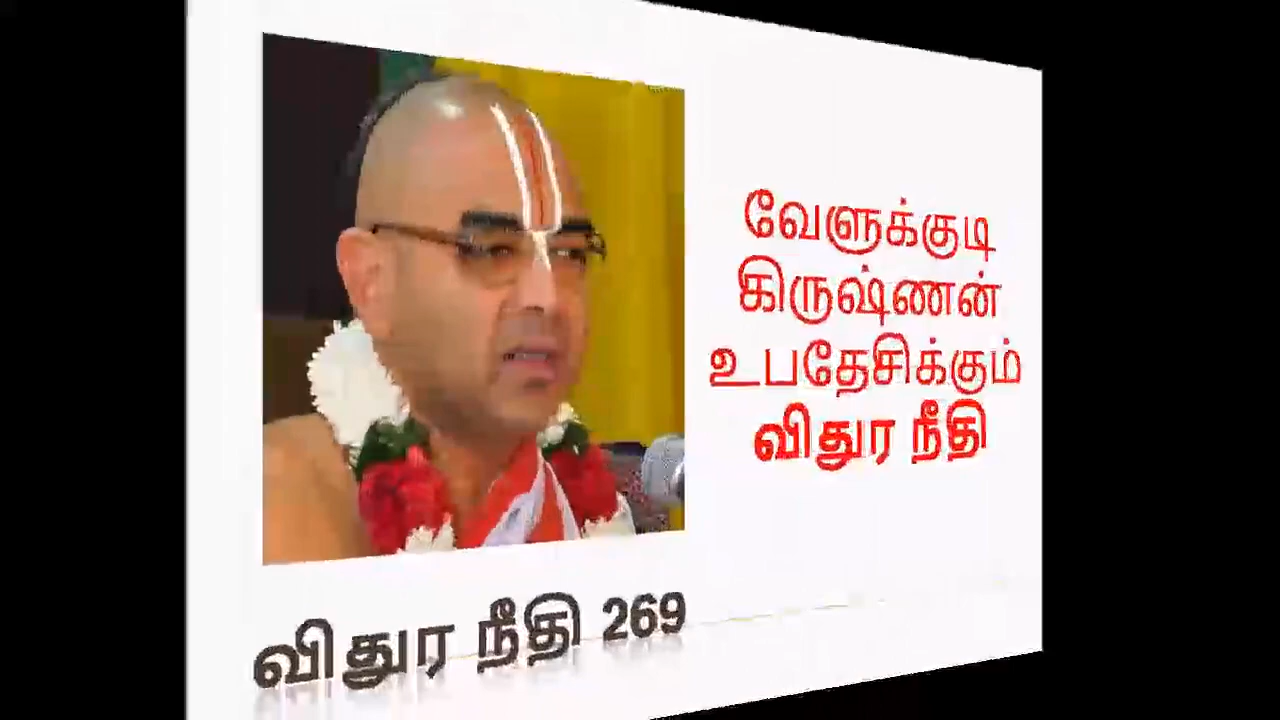 வேளுக்குடி
கிருஷ்ணன்
உபதேசிக்கும்
விதுர நீதி
விதுர நீதி 269